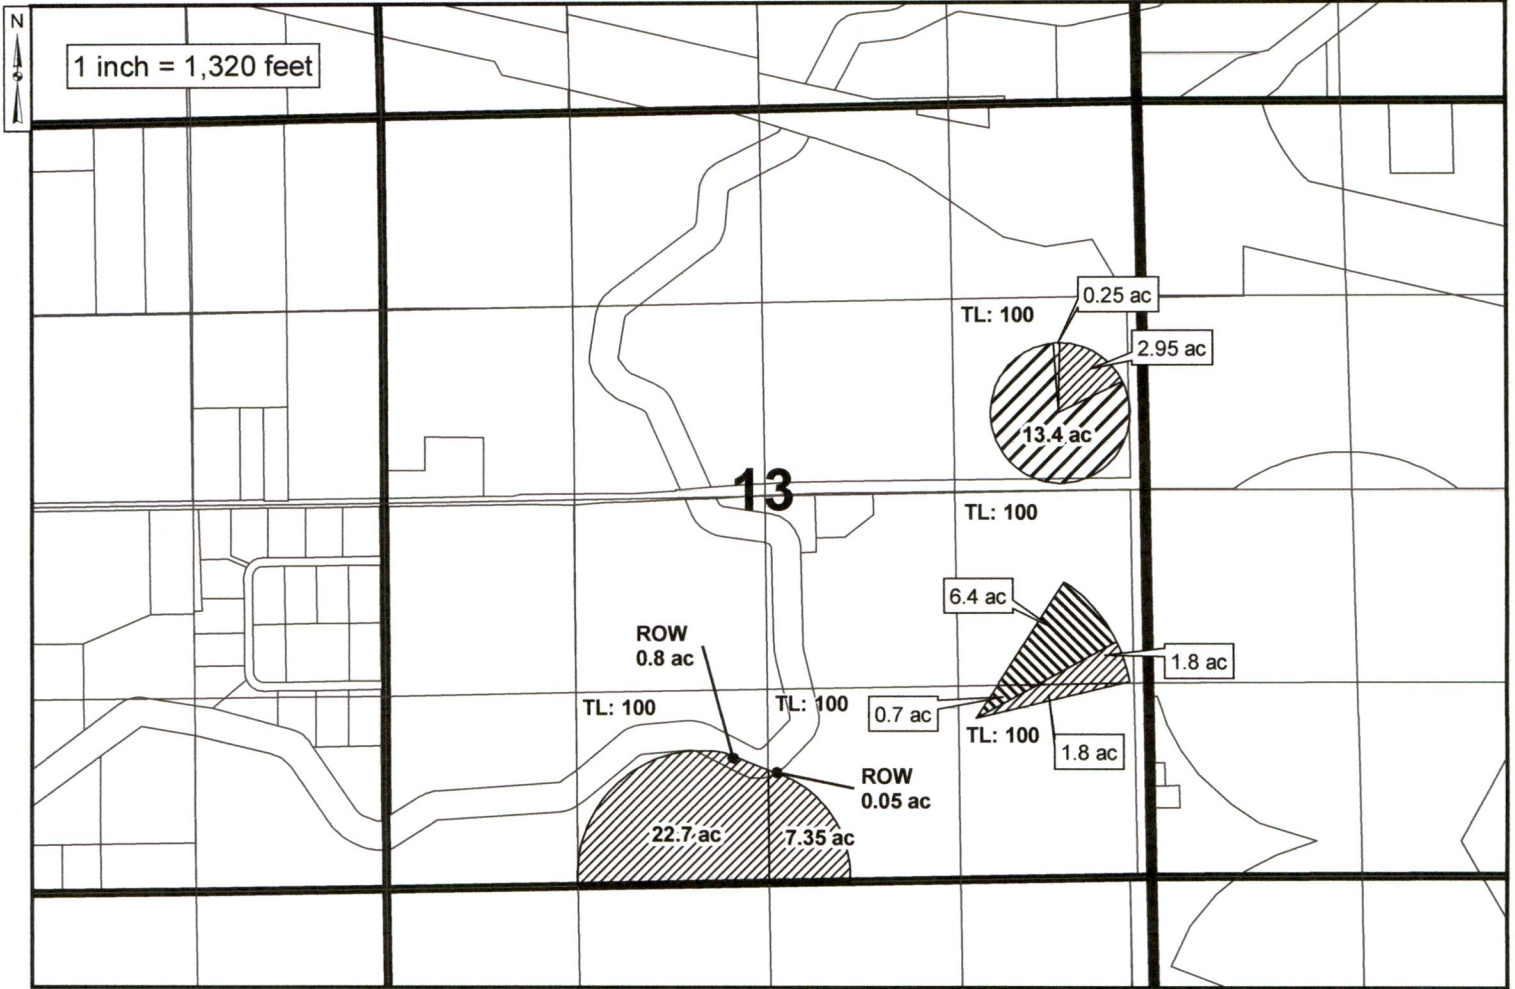 N
1 inch = 1,320 feet
0.25 ac
TL: 100
2.95 ac
13.4 ac
13
TL: 100
6.4 ac
ROW
0.8 ac
1.8 ac
TL: 100
TL: 100
0.7 ac
TL: 100
1.8 ac
ROW
0.05 ac
22.7 ac
7.35 ac